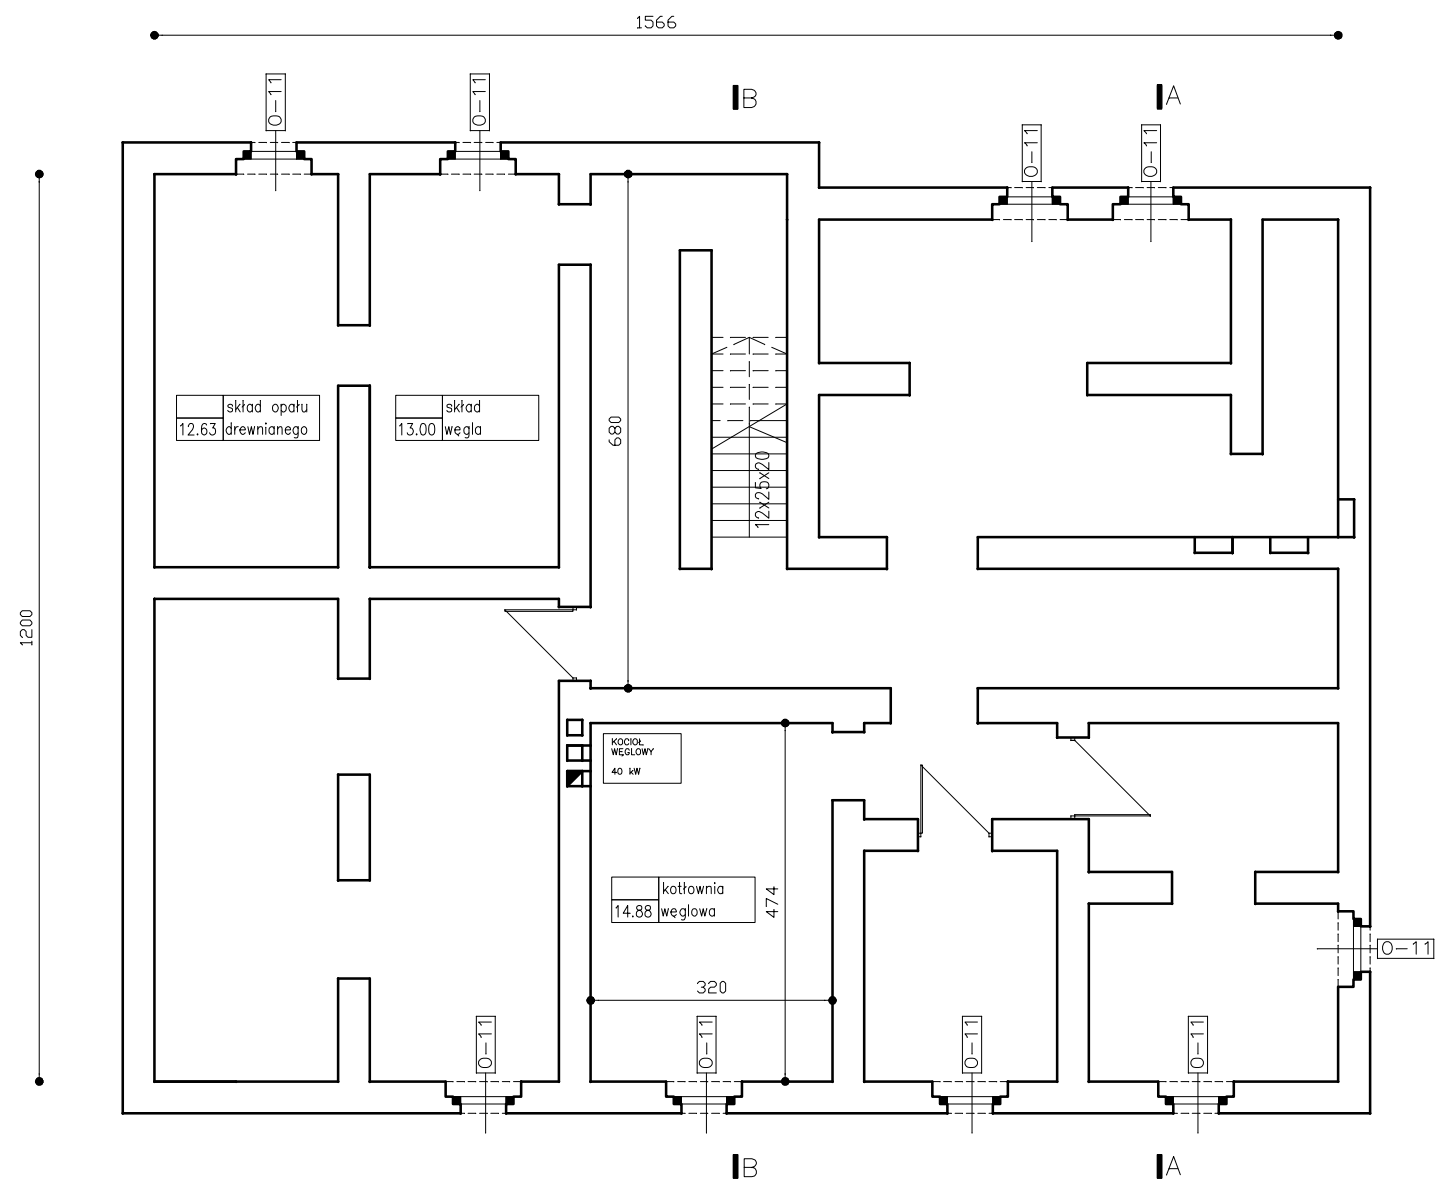 1566
B
A
O-11
O-11
O-11
O-11
skład opału
12.63 drewnianego
skład
13.00 węgla
680
12x25x20
1200
KOCIOŁ
WĘGLOWY
40 kW
kotłownia
14.88 węglowa
474
O-11
320
O-11
O-11
O-11
O-11
B
A